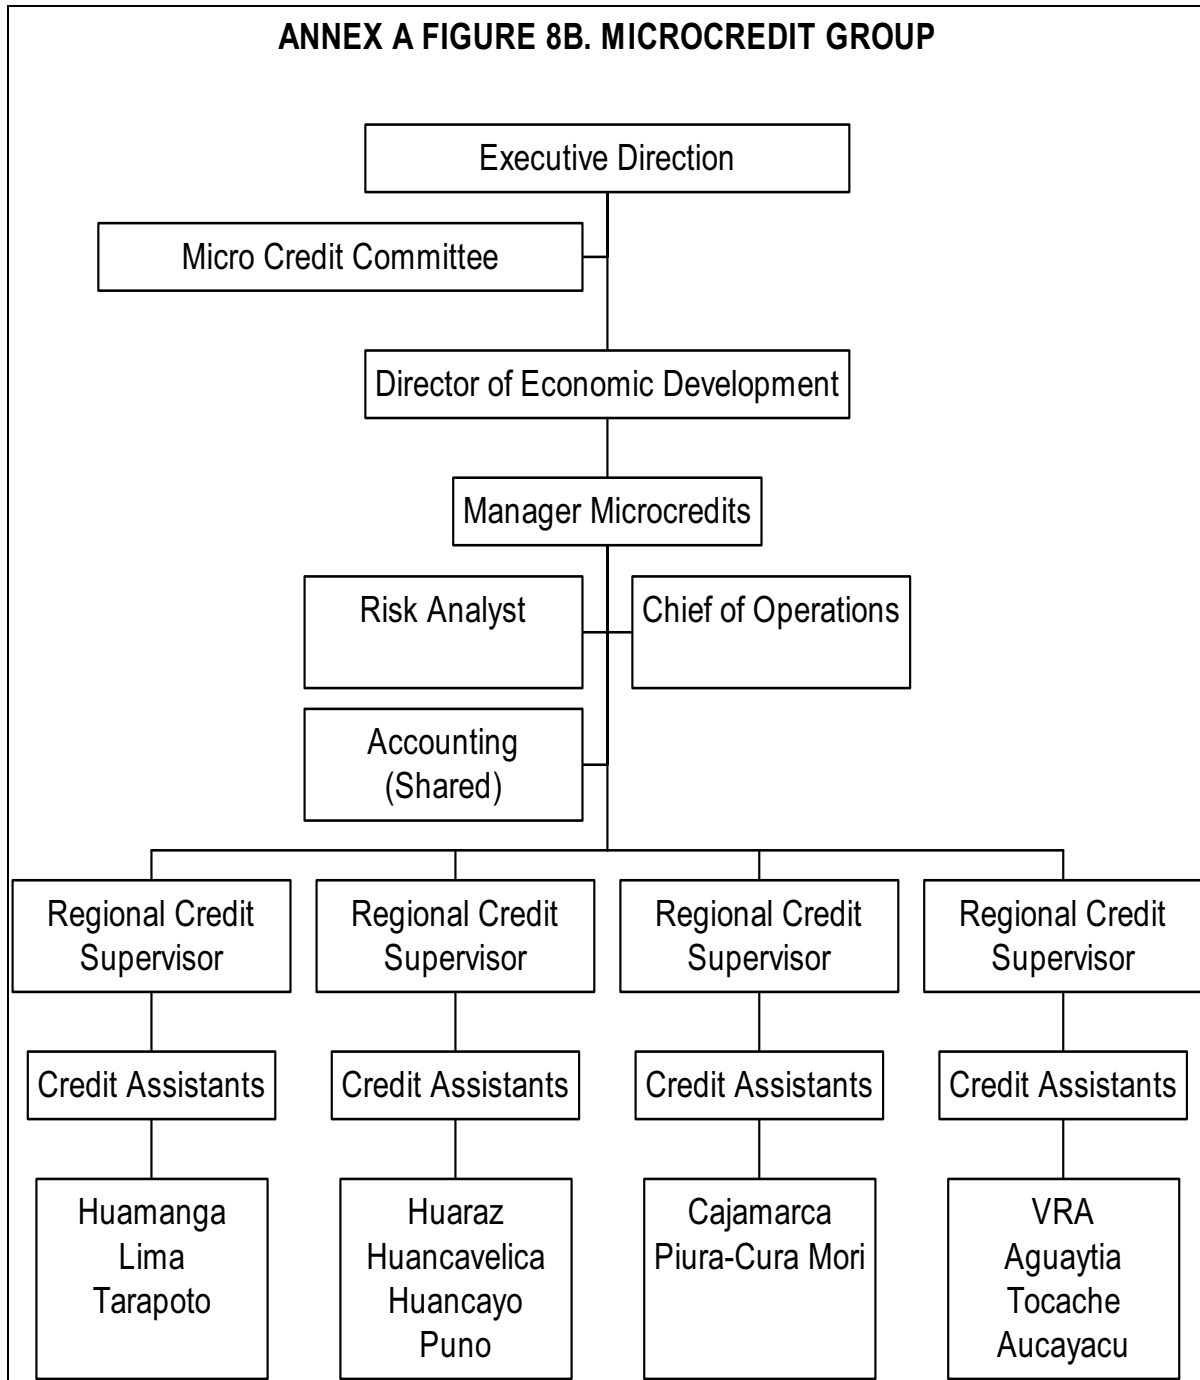 ANNEX A FIGURE 8B. MICROCREDIT GROUP
Executive Direction
Micro Credit Committee
Director of Economic Development
Manager Microcredits
Risk Analyst
Chief of Operations
Accounting
(Shared)
Regional Credit
Supervisor
Regional Credit
Supervisor
Regional Credit
Supervisor
Regional Credit
Supervisor
Credit Assistants
Credit Assistants
Credit Assistants
Credit Assistants
Huamanga
Lima
Tarapoto
Huaraz
Huancavelica
Huancayo
Puno
Cajamarca
Piura-Cura Mori
VRA
Aguaytia
Tocache
Aucayacu